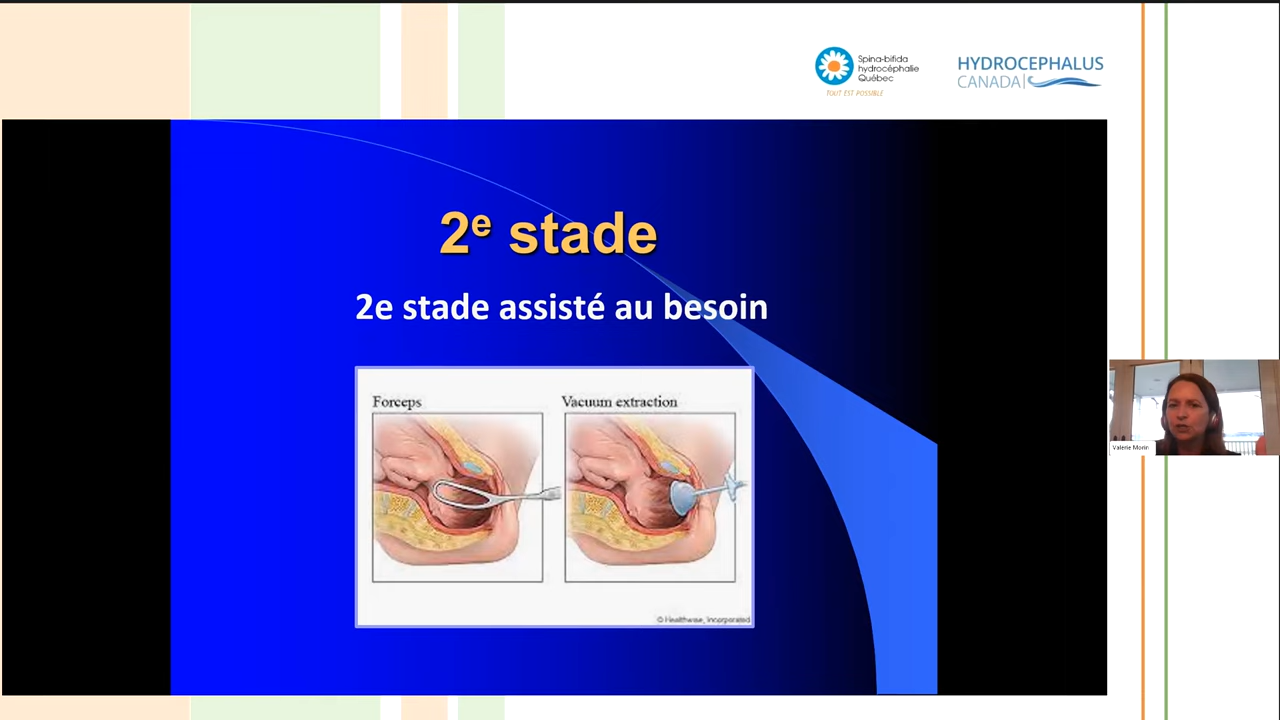 Spina-bifida
hydrocéphalie
Québec
TOUT EST POSSIBLE
HYDROCEPHALUS
CANADA
2e stade
2e stade assisté au besoin
Forceps
Vacuum extraction
© Healthwise, Incorporated
Valerie Morin